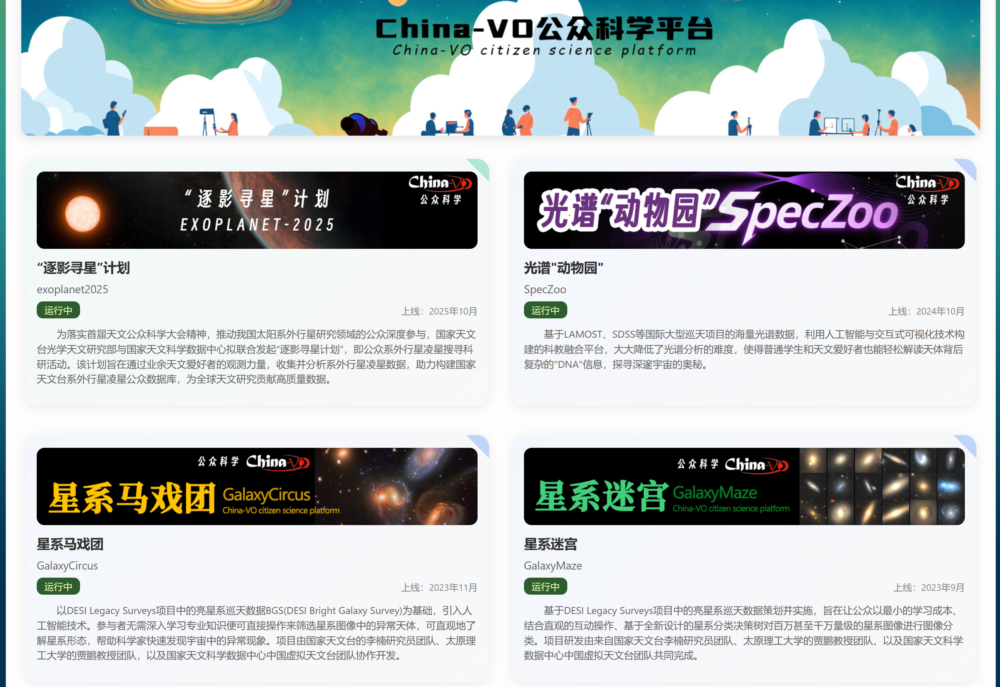 China-VO公众科学平台
China-VO citizen science platform
China-VO
公众科学
“逐影寻星”计划
EXOPLANET-2025
“逐影寻星”计划
exoplanet2025
运行中
上线：2025年10月
为落实首届天文公众科学大会精神，推动我国太阳系外行星研究领域的公众深度参与，国家天文
台光学天文研究部与国家天文科学数据中心拟联合发起“逐影寻星计划”，即公众系外行星凌星搜寻科
研活动。该计划旨在通过业余天文爱好者的观测力量，收集并分析系外行星凌星数据，助力构建国家
天文台系外行星凌星公众数据库，为全球天文研究贡献高质量数据。
China-VO
公众科学
光谱“动物园”SpecZoo
光谱"动物园"
SpecZoo
运行中
上线：2024年10月
基于LAMOST、SDSS等国际大型巡天项目的海量光谱数据，利用人工智能与交互式可视化技术构
建的科教融合平台，大大降低了光谱分析的难度，使得普通学生和天文爱好者也能轻松解读天体背后
复杂的"DNA"信息，探寻深邃宇宙的奥秘。
公众科学 China-VO
星系马戏团 GalaxyCircus
China-VO citizen science platform
星系马戏团
GalaxyCircus
运行中
上线：2023年11月
以DESI Legacy Surveys项目中的亮星系巡天数据BGS(DESI Bright Galaxy Survey)为基础，引入人
工智能技术。参与者无需深入学习专业知识便可直接操作来筛选星系图像中的异常天体，可直观地了
解星系形态，帮助科学家快速发现宇宙中的异常现象。项目由国家天文台的李楠研究员团队、太原理
工大学的贾鹏教授团队，以及国家天文科学数据中心中国虚拟天文台团队协作开发。
公众科学 China-VO
星系迷宫 GalaxyMaze
China-VO citizen science platform
星系迷宫
GalaxyMaze
运行中
上线：2023年9月
基于DESI Legacy Surveys项目中的亮星系巡天数据策划并实施，旨在让公众以最小的学习成本、
结合直观的互动操作、基于全新设计的星系分类决策树对百万甚至千万量级的星系图像进行图像分
类。项目研发由来自国家天文台李楠研究员团队、太原理工大学的贾鹏教授团队、以及国家天文科学
数据中心中国虚拟天文台团队共同完成。